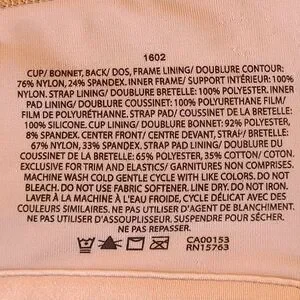 1602
CUP/ BONNET, BACK/ DOS, FRAME LINING/ DOUBLURE CONTOUR:
76% NYLON, 24% SPANDEX. INNER FRAME/ SUPPORT INTÉRIEUR: 100%
NYLON. STRAP LINING/ DOUBLURE BRETELLE: 100% POLYESTER. INNER
PAD LINING/ DOUBLURE COUSSINET: 100% POLYURETHANE FILM/
FILM DE POLYURÉTHANNE. STRAP PAD/ COUSSINET DE LA BRETELLE:
100% SILICONE. CUP LINING/ DOUBLURE BONNET: 92% POLYESTER,
8% SPANDEX. CENTER FRONT/ CENTRE DEVANT, STRAP/ BRETELLE:
67% NYLON, 33% SPANDEX. STRAP PAD LINING/ DOUBLURE DU
COUSSINET DE LA BRETELLE: 65% POLYESTER, 35% COTTON/ COTON.
EXCLUSIVE FOR TRIM AND ELASTICS/ GARNITURES NON COMPRISES.
MACHINE WASH COLD GENTLE CYCLE WITH LIKE COLORS. DO NOT
BLEACH. DO NOT USE FABRIC SOFTENER. LINE DRY. DO NOT IRON.
LAVER À LA MACHINE À L'EAU FROIDE, CYCLE DÉLICAT AVEC DES
COULEURS SIMILAIRES. NE PAS UTILISER D'AGENT DE BLANCHIMENT.
NE PAS UTILISER D'ASSOUPLISSEUR. SUSPENDRE POUR SÉCHER.
NE PAS REPASSER.
CA00153
RN15763